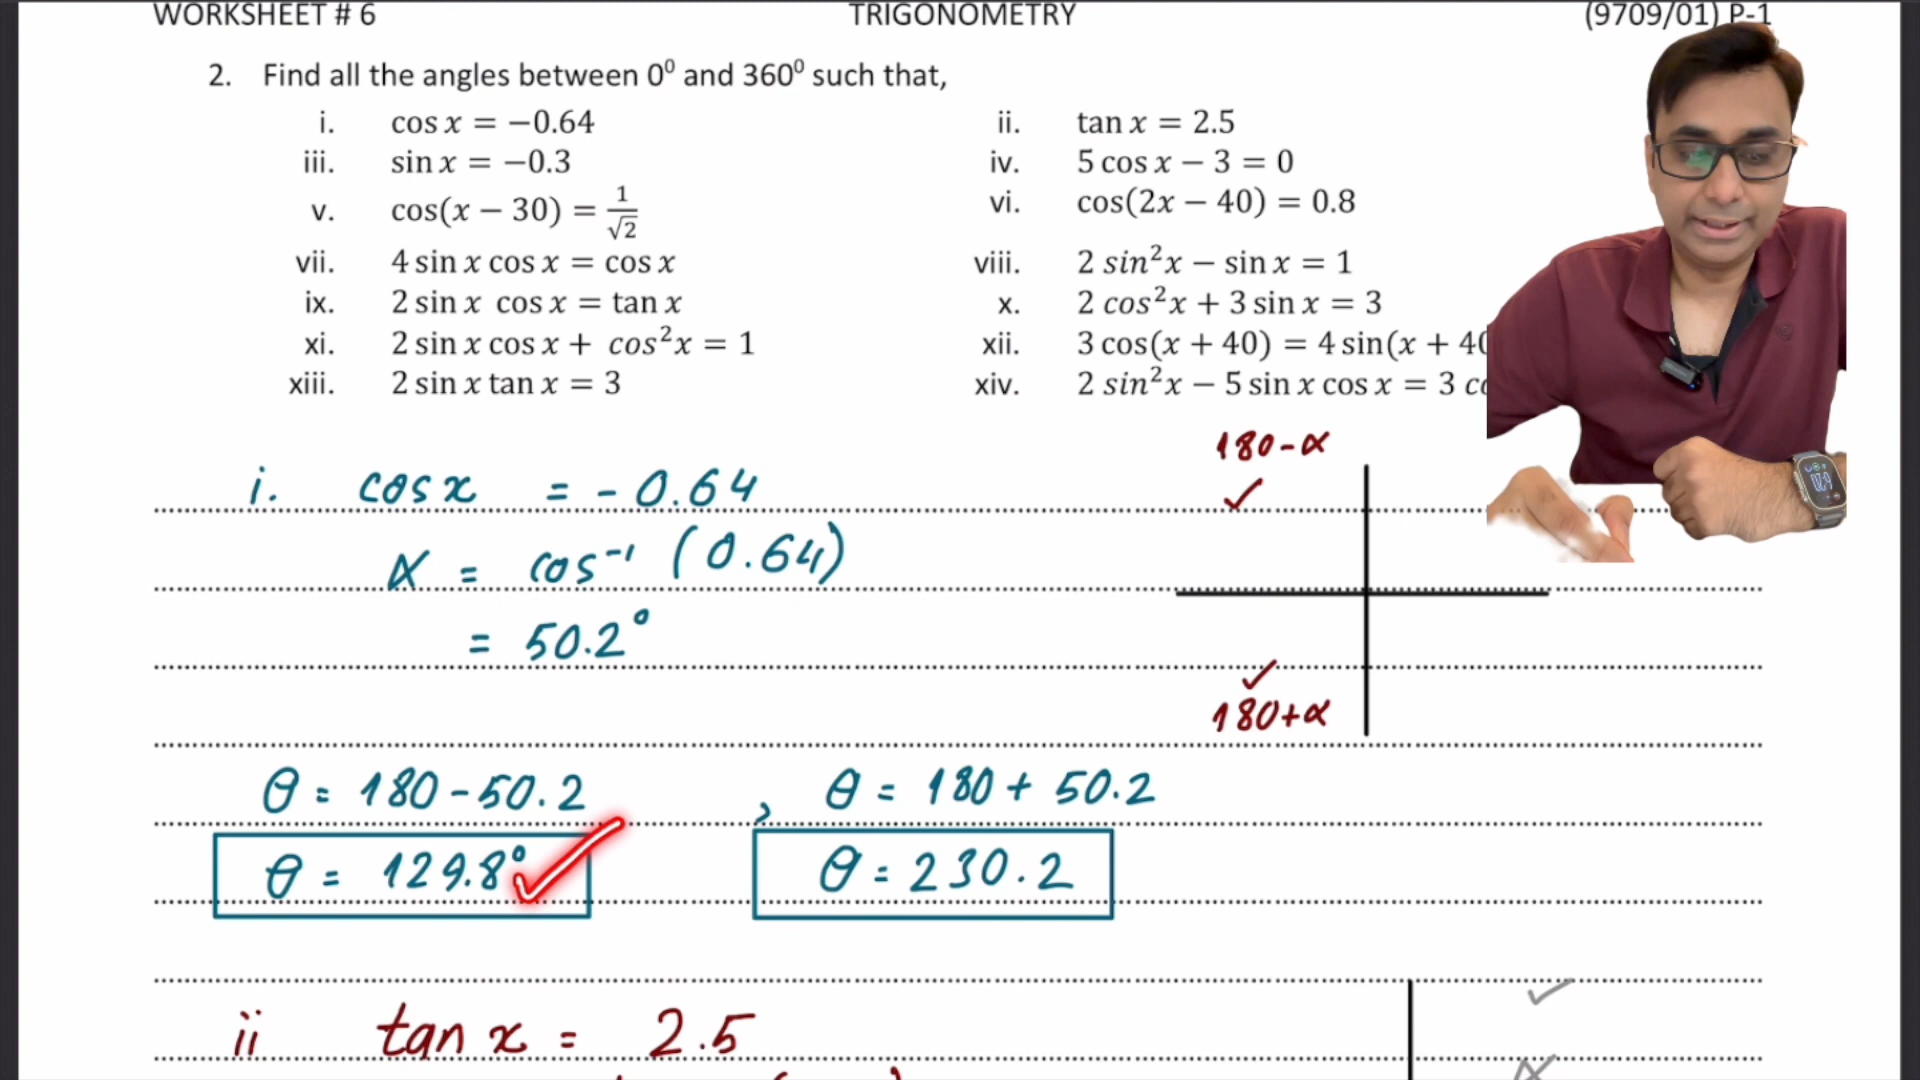 WORKSHEET # 6 TRIGONOMETRY (9709/01) P-1
2. Find all the angles between 0⁰ and 360⁰ such that,
i. cos x = −0.64 ii. tan x = 2.5
iii. sin x = −0.3 iv. 5 cos x − 3 = 0
v. cos(x − 30) = 1/√2 vi. cos(2x − 40) = 0.8
vii. 4 sin x cos x = cos x viii. 2 sin²x − sin x = 1
ix. 2 sin x cos x = tan x x. 2 cos²x + 3 sin x = 3
xi. 2 sin x cos x + cos²x = 1 xii. 3 cos(x + 40) = 4 sin(x + 4
xiii. 2 sin x tan x = 3 xiv. 2 sin²x − 5 sin x cos x = 3 c
180-α
i. cos x = - 0.64
α = cos⁻¹ (0.64)
= 50.2°
180+α
θ = 180 - 50.2 , θ = 180 + 50.2
θ = 129.8° θ = 230.2
ii tan x = 2.5